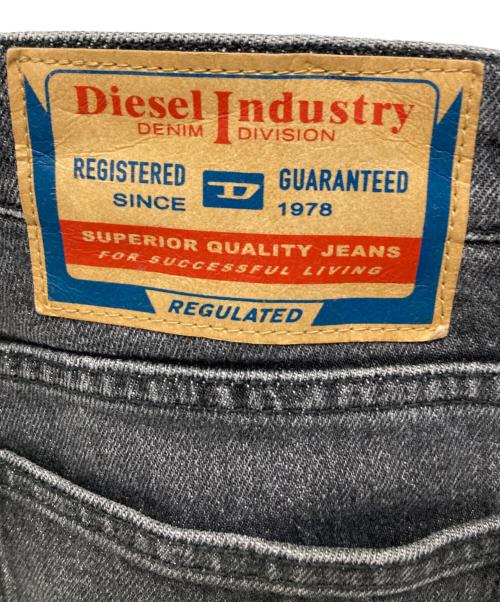 Diesel Industry
DENIM DIVISION
REGISTERED D GUARANTEED
SINCE 1978
SUPERIOR QUALITY JEANS
FOR SUCCESSFUL LIVING
REGULATED